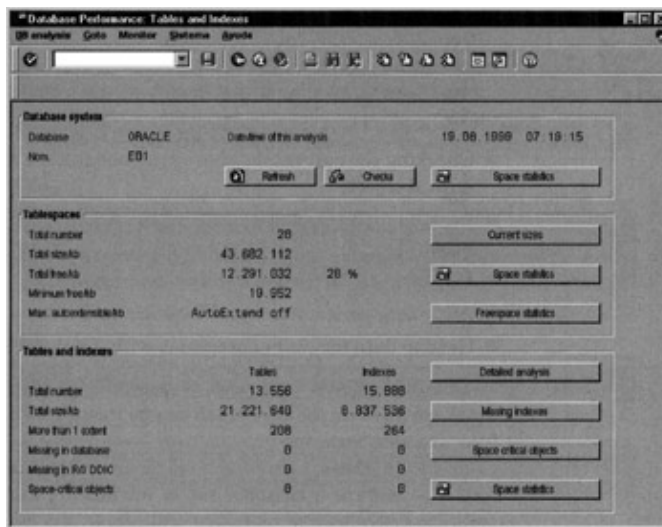 Database Performance: Tables and Indexes
DB analysis Goto Monitor Sistema Ayuda
Database system
Database ORACLE Date/time of this analysis 19.08.1999 07:19:15
Nom. E01
Refresh Checks Space statistics
Tablespaces
Total number 28 Current sizes
Total size/kb 43.682.112
Total free/kb 12.291.032 28 % Space statistics
Minimum free/kb 19.952
Max. autoextensible/kb AutoExtend off Freespace statistics
Tables and indexes
Tables Indexes Detailed analysis
Total number 13.556 15.888
Total size/kb 21.221.640 8.837.536 Missing indexes
More than 1 extent 208 264
Missing in database 0 0 Space-critical objects
Missing in R/3 DDIC 0 0
Space-critical objects 0 0 Space statistics